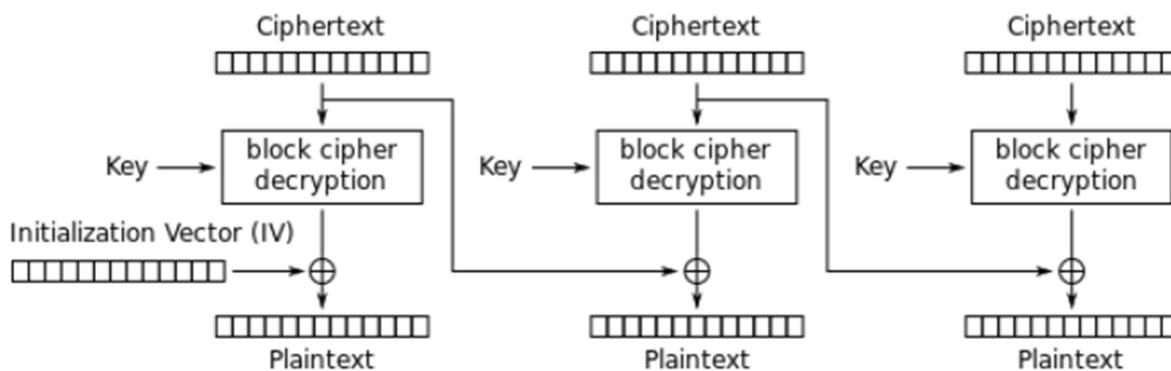 Ciphertext Ciphertext Ciphertext
Key block cipher decryption Key block cipher decryption Key block cipher decryption
Initialization Vector (IV)
Plaintext Plaintext Plaintext